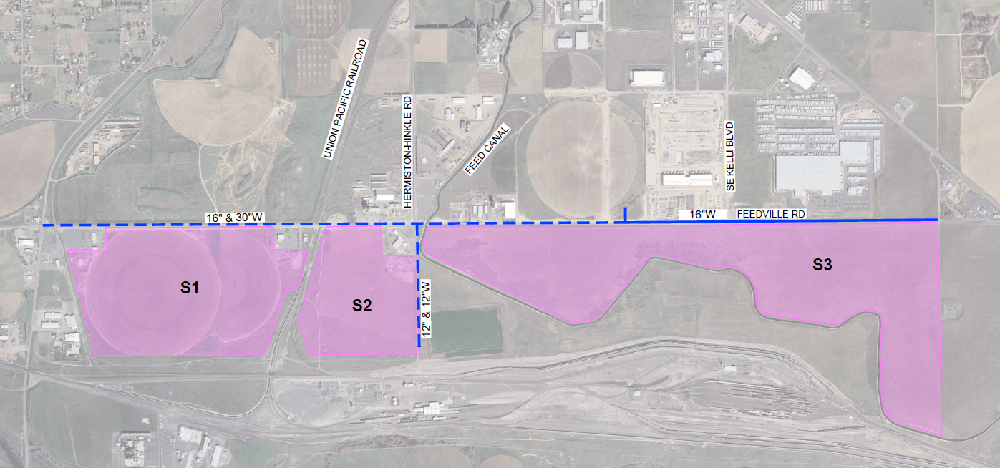 UNION PACIFIC RAILROAD
HERMISTON-HINKLE RD
FEED CANAL
SE KELLI BLVD
16" & 30"W
16"W
FEEDVILLE RD
S1
S2
S3
12" & 12"W